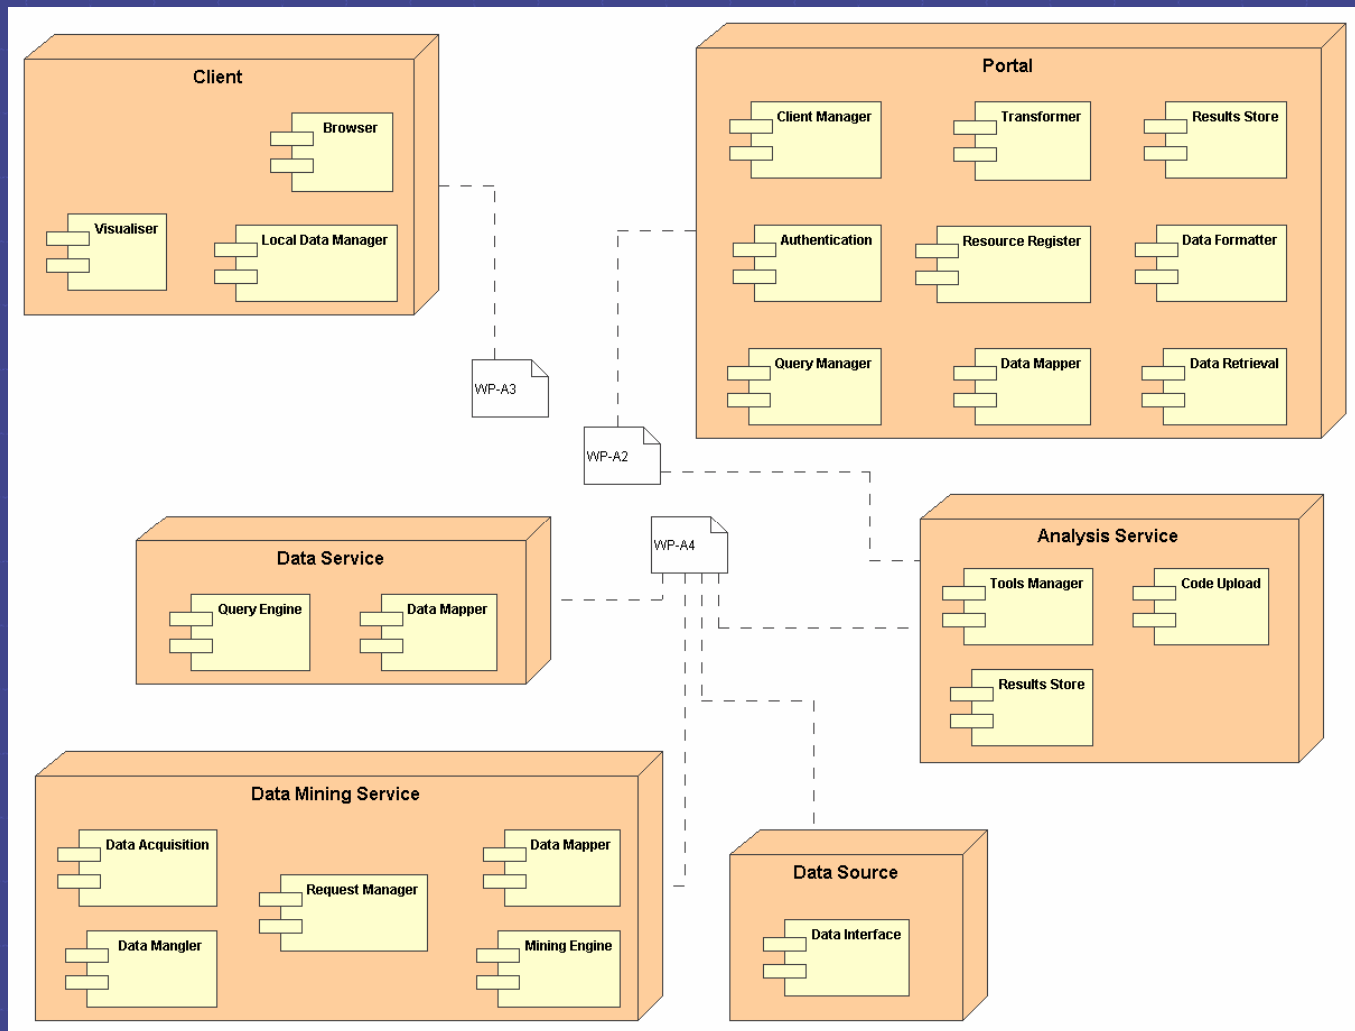 Client
Browser
Visualiser
Local Data Manager
Portal
Client Manager
Transformer
Results Store
Authentication
Resource Register
Data Formatter
Query Manager
Data Mapper
Data Retrieval
WP-A3
WP-A2
WP-A4
Data Service
Query Engine
Data Mapper
Analysis Service
Tools Manager
Code Upload
Results Store
Data Mining Service
Data Acquisition
Data Mapper
Request Manager
Data Mangler
Mining Engine
Data Source
Data Interface